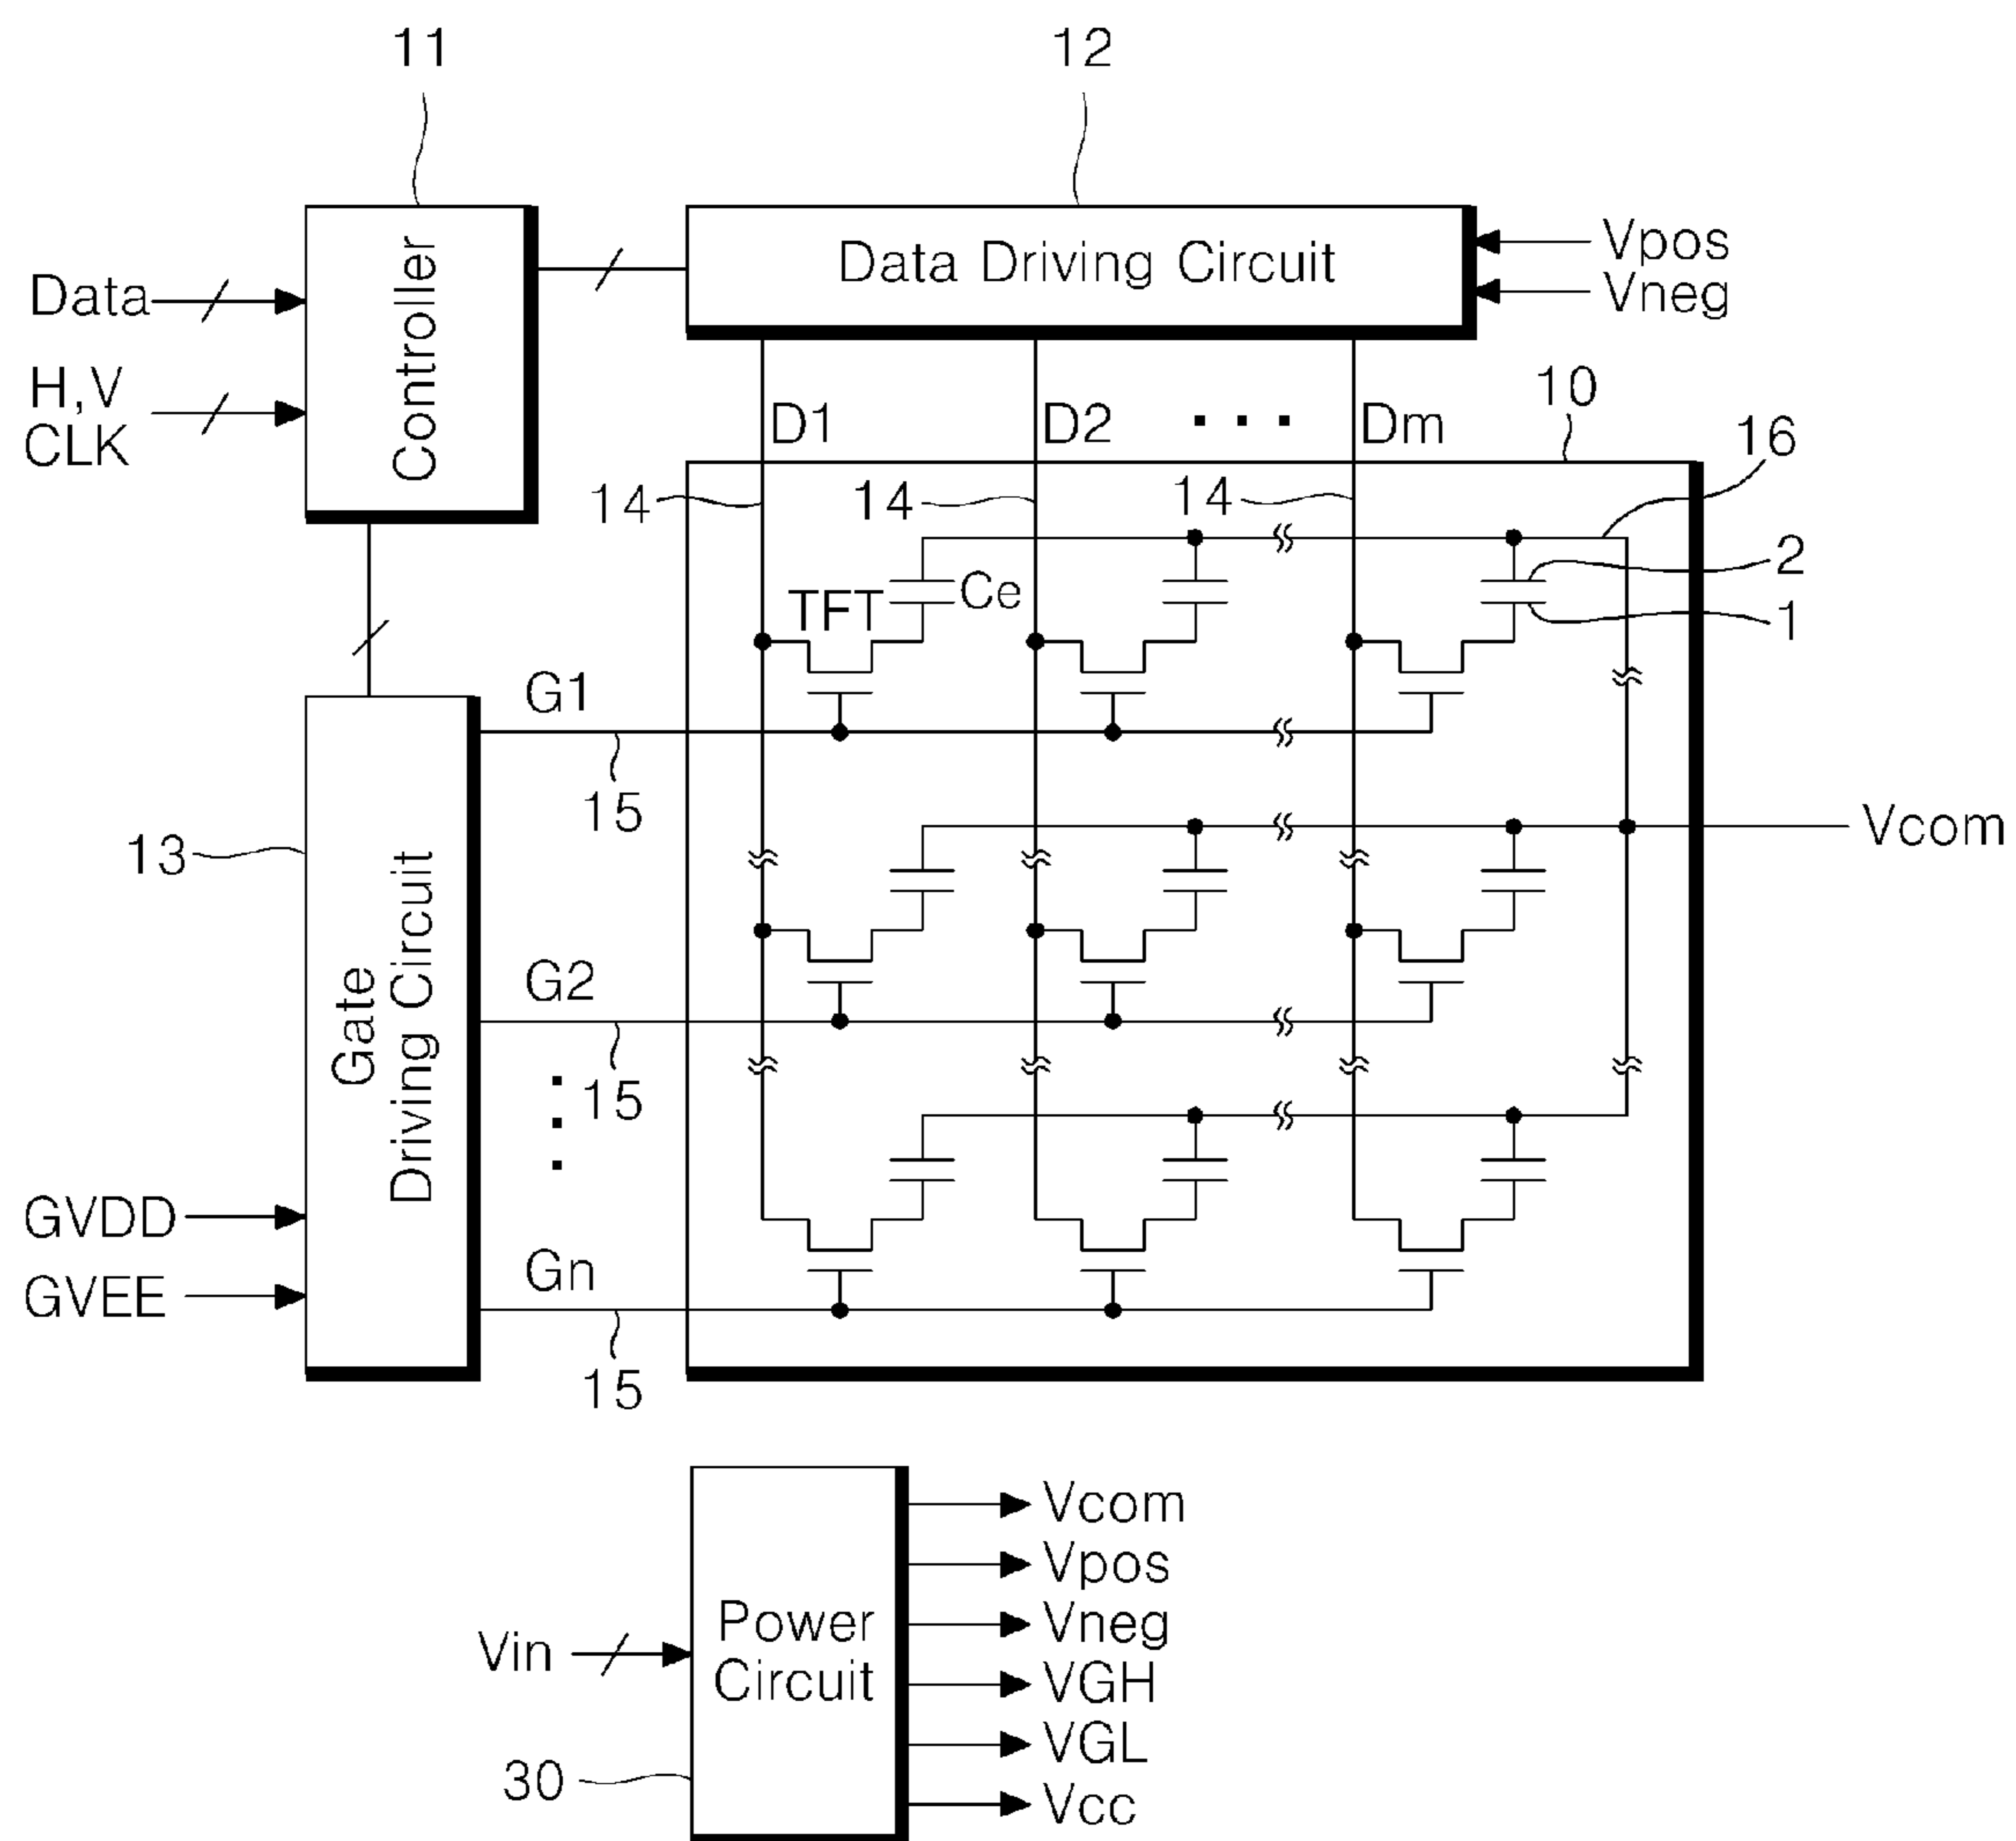 11
12
Controller
Data Driving Circuit
Vpos
Vneg
Data
H,V
CLK
10
D1
D2
. . .
Dm
16
14
14
14
2
TFT
Ce
1
G1
15
Vcom
13
Gate
Driving Circuit
G2
15
GVDD
GVEE
Gn
15
Vcom
Vpos
Vneg
Vin
Power
Circuit
VGH
VGL
30
Vcc